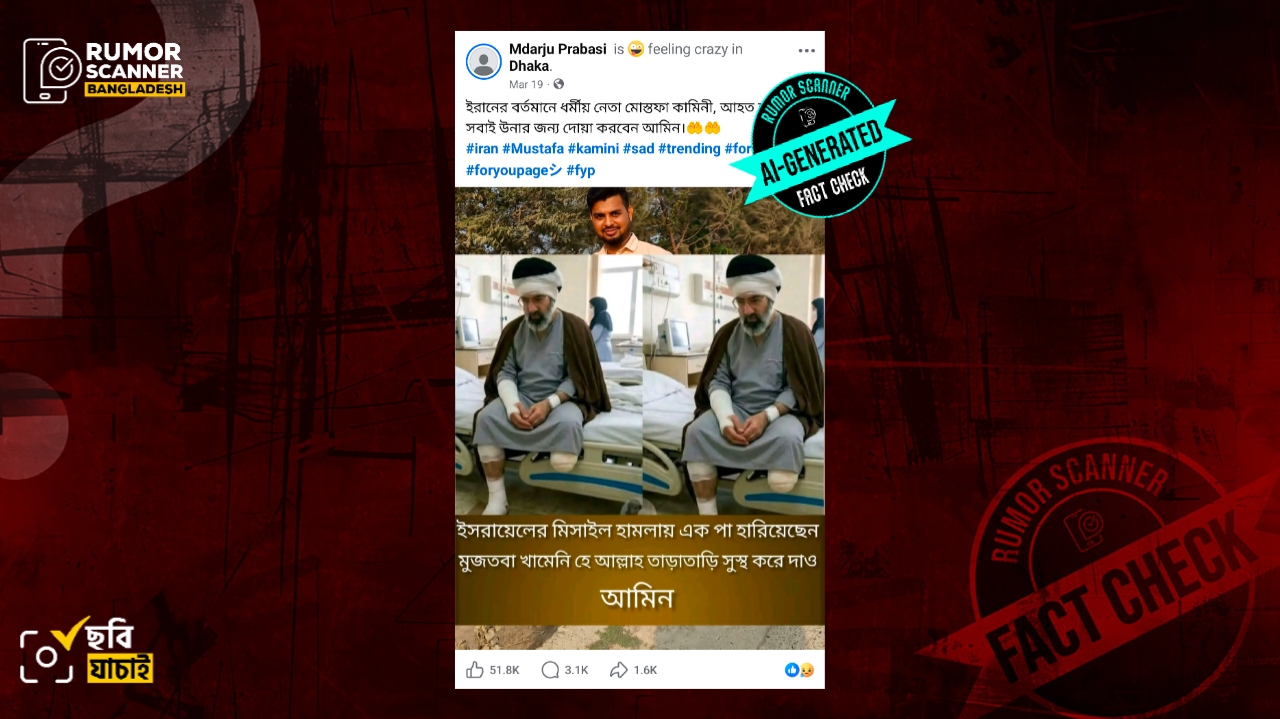 RUMOR
SCANNER
BANGLADESH
Mdarju Prabasi is 🤪 feeling crazy in
Dhaka.
Mar 19 ·
ইরানের বর্তমানে ধর্মীয় নেতা মোস্তফা কামিনী, আহত
সবাই উনার জন্য দোয়া করবেন আমিন।🤲🤲
#iran #Mustafa #kamini #sad #trending
#foryoupageシ #fyp
RUMOR SCANNER
AI-GENERATED
FACT CHECK
ইসরায়েলের মিসাইল হামলায় এক পা হারিয়েছেন
মুজতবা খামেনি হে আল্লাহ তাড়াতাড়ি সুস্থ করে দাও
আমিন
51.8K 3.1K 1.6K
RUMOR SCANNER
FACT CHECK
ছবি
যাচাই